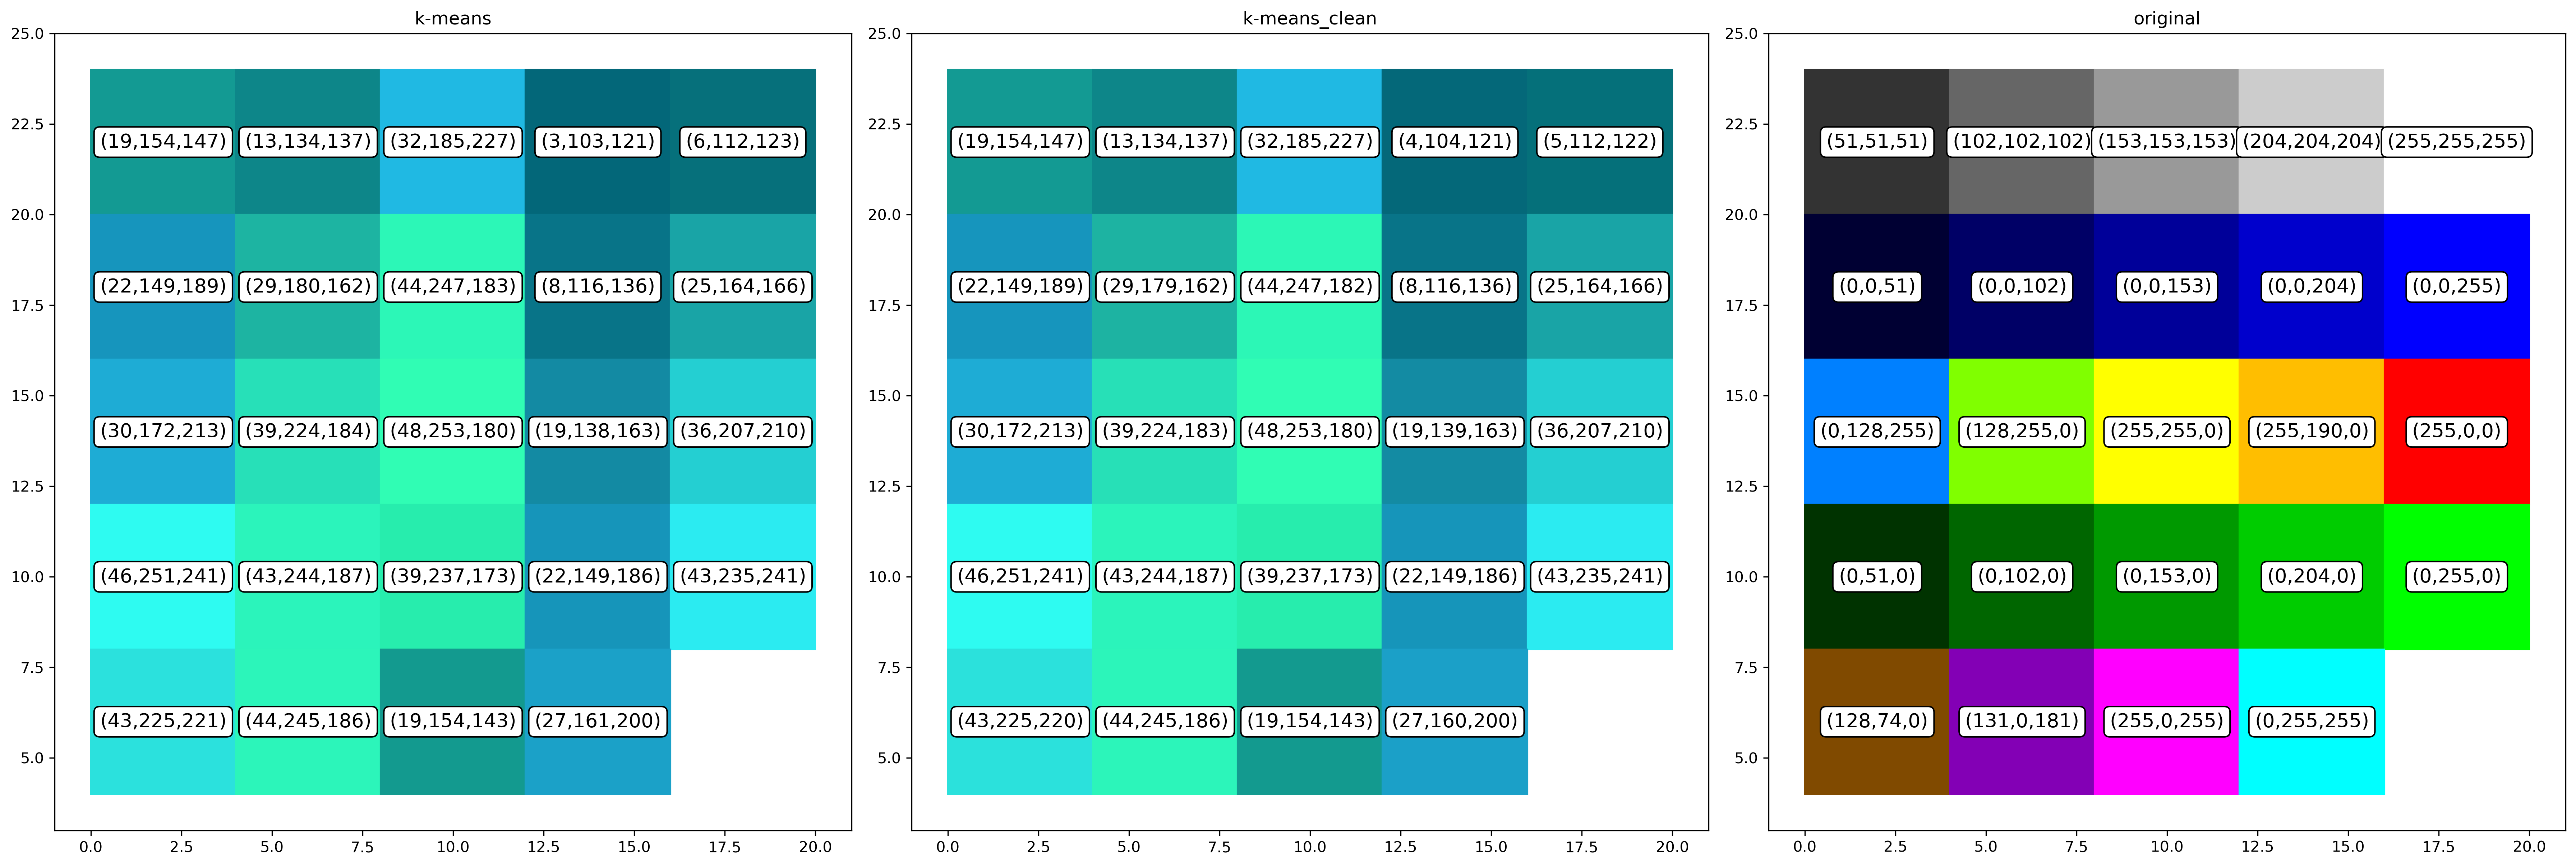 k-means
25.0
22.5
20.0
17.5
15.0
12.5
10.0
7.5
5.0
(19,154,147) (13,134,137) (32,185,227) (3,103,121) (6,112,123)
(22,149,189) (29,180,162) (44,247,183) (8,116,136) (25,164,166)
(30,172,213) (39,224,184) (48,253,180) (19,138,163) (36,207,210)
(46,251,241) (43,244,187) (39,237,173) (22,149,186) (43,235,241)
(43,225,221) (44,245,186) (19,154,143) (27,161,200)
0.0 2.5 5.0 7.5 10.0 12.5 15.0 17.5 20.0
k-means_clean
25.0
22.5
20.0
17.5
15.0
12.5
10.0
7.5
5.0
(19,154,147) (13,134,137) (32,185,227) (4,104,121) (5,112,122)
(22,149,189) (29,179,162) (44,247,182) (8,116,136) (25,164,166)
(30,172,213) (39,224,183) (48,253,180) (19,139,163) (36,207,210)
(46,251,241) (43,244,187) (39,237,173) (22,149,186) (43,235,241)
(43,225,220) (44,245,186) (19,154,143) (27,160,200)
0.0 2.5 5.0 7.5 10.0 12.5 15.0 17.5 20.0
original
25.0
22.5
20.0
17.5
15.0
12.5
10.0
7.5
5.0
(51,51,51) (102,102,102) (153,153,153) (204,204,204) (255,255,255)
(0,0,51) (0,0,102) (0,0,153) (0,0,204) (0,0,255)
(0,128,255) (128,255,0) (255,255,0) (255,190,0) (255,0,0)
(0,51,0) (0,102,0) (0,153,0) (0,204,0) (0,255,0)
(128,74,0) (131,0,181) (255,0,255) (0,255,255)
0.0 2.5 5.0 7.5 10.0 12.5 15.0 17.5 20.0